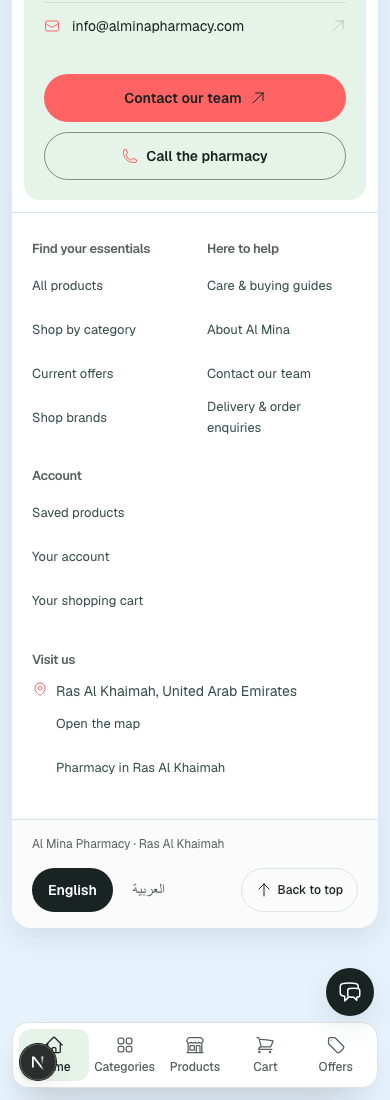 info@alminapharmacy.com
Contact our team
Call the pharmacy
Find your essentials
All products
Shop by category
Current offers
Shop brands
Here to help
Care & buying guides
About Al Mina
Contact our team
Delivery & order
enquiries
Account
Saved products
Your account
Your shopping cart
Visit us
Ras Al Khaimah, United Arab Emirates
Open the map
Pharmacy in Ras Al Khaimah
Al Mina Pharmacy · Ras Al Khaimah
English
العربية
Back to top
N
Categories
Products
Cart
Offers